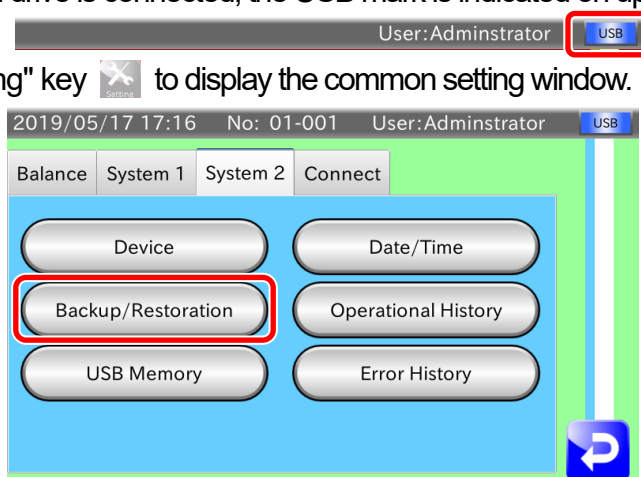 drive is connected, the USB mark is indicated on up
User:Adminstrator USB
ng" key Setting to display the common setting window.
2019/05/17 17:16 No: 01-001 User:Adminstrator USB
Balance System 1 System 2 Connect
Device Date/Time
Backup/Restoration Operational History
USB Memory Error History